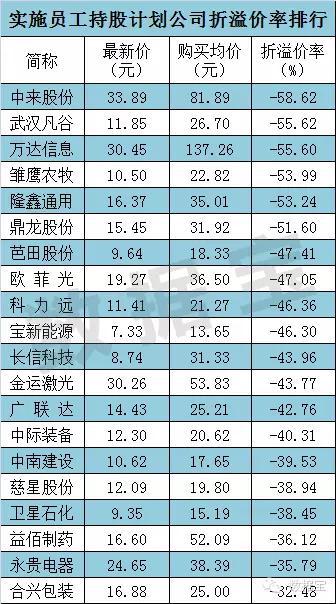 实施员工持股计划公司折溢价率排行
简称 最新价（元） 购买均价（元） 折溢价率（%）
中来股份 33.89 81.89 -58.62
武汉凡谷 11.85 26.70 -55.62
万达信息 30.45 137.26 -55.60
雏鹰农牧 10.50 22.82 -53.99
隆鑫通用 16.37 35.01 -53.24
鼎龙股份 15.45 31.92 -51.60
芭田股份 9.64 18.33 -47.41
欧菲光 19.27 36.50 -47.05
科力远 11.41 21.27 -46.36
宝新能源 7.33 13.65 -46.30
长信科技 8.74 31.33 -43.96
金运激光 30.26 53.83 -43.77
广联达 14.43 25.21 -42.76
中际装备 12.30 20.62 -40.31
中南建设 10.62 17.65 -39.53
慈星股份 12.09 19.80 -38.94
卫星石化 9.35 15.19 -38.45
益佰制药 16.60 52.09 -36.12
永贵电器 24.65 38.39 -35.79
合兴包装 16.88 25.00 -32.48
数据宝
数据宝